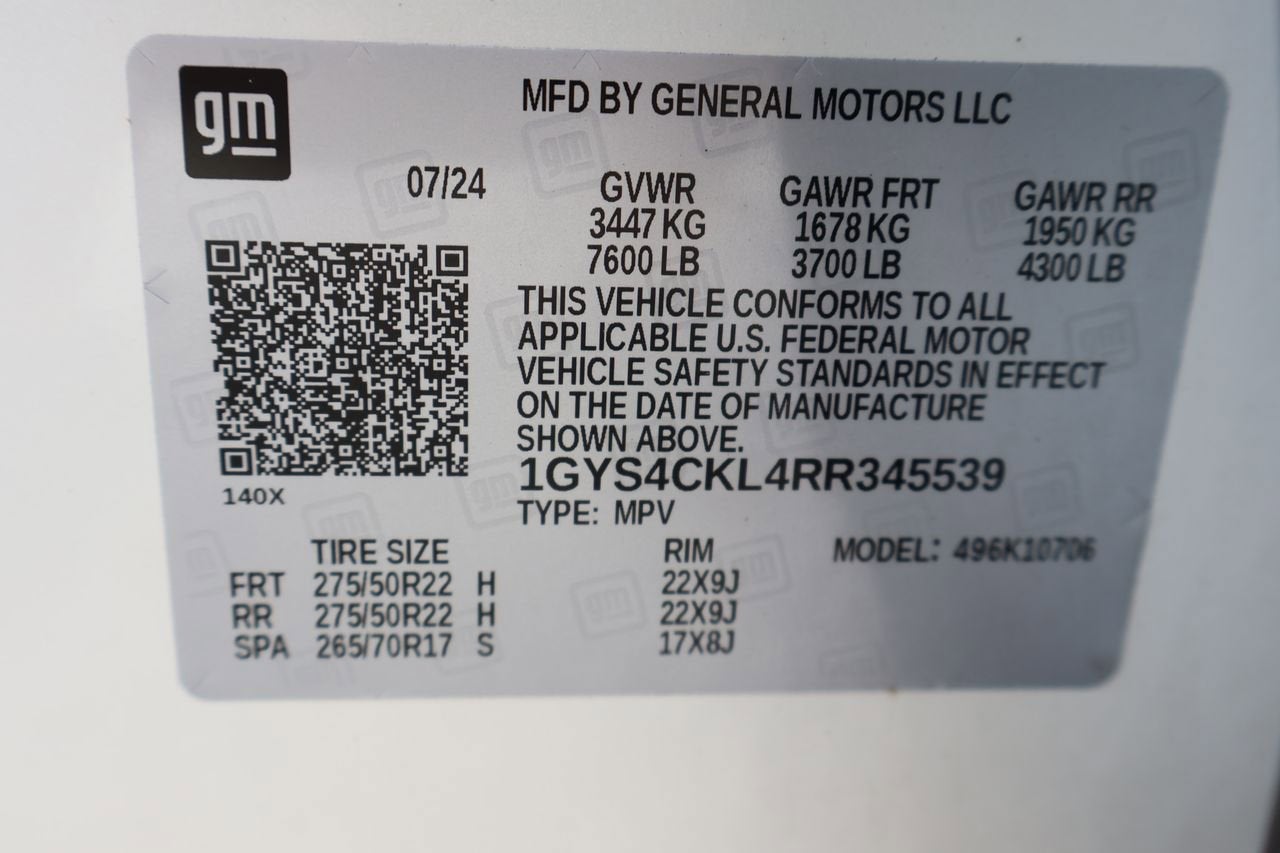 gm
MFD BY GENERAL MOTORS LLC
07/24 GVWR GAWR FRT GAWR RR
3447 KG 1678 KG 1950 KG
7600 LB 3700 LB 4300 LB
THIS VEHICLE CONFORMS TO ALL
APPLICABLE U.S. FEDERAL MOTOR
VEHICLE SAFETY STANDARDS IN EFFECT
ON THE DATE OF MANUFACTURE
SHOWN ABOVE.
1GYS4CKL4RR345539
140X
TYPE: MPV
TIRE SIZE RIM MODEL: 496K10706
FRT 275/50R22 H 22X9J
RR 275/50R22 H 22X9J
SPA 265/70R17 S 17X8J